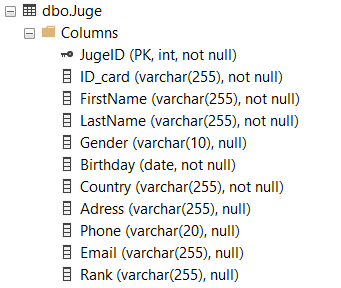 dbo.Juge
Columns
JugeID (PK, int, not null)
ID_card (varchar(255), not null)
FirstName (varchar(255), not null)
LastName (varchar(255), not null)
Gender (varchar(10), null)
Birthday (date, not null)
Country (varchar(255), not null)
Adress (varchar(255), null)
Phone (varchar(20), null)
Email (varchar(255), null)
Rank (varchar(255), null)